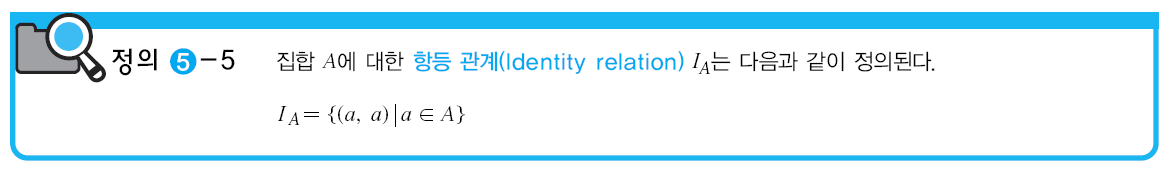 정의 5-5 집합 A에 대한 항등 관계(Identity relation) I_A는 다음과 같이 정의된다.
I_A = {(a, a)|a ∈ A}